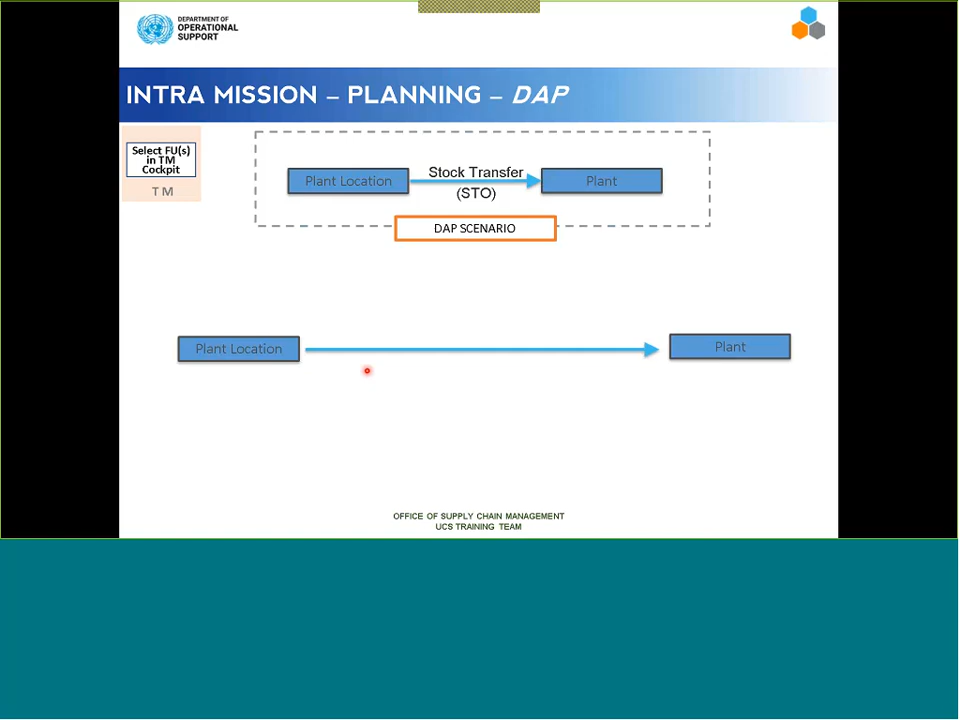 DEPARTMENT OF
OPERATIONAL
SUPPORT
INTRA MISSION – PLANNING – DAP
Select FU(s)
in TM
Cockpit
TM
Plant Location
Stock Transfer
(STO)
Plant
DAP SCENARIO
Plant Location
Plant
OFFICE OF SUPPLY CHAIN MANAGEMENT
UCS TRAINING TEAM